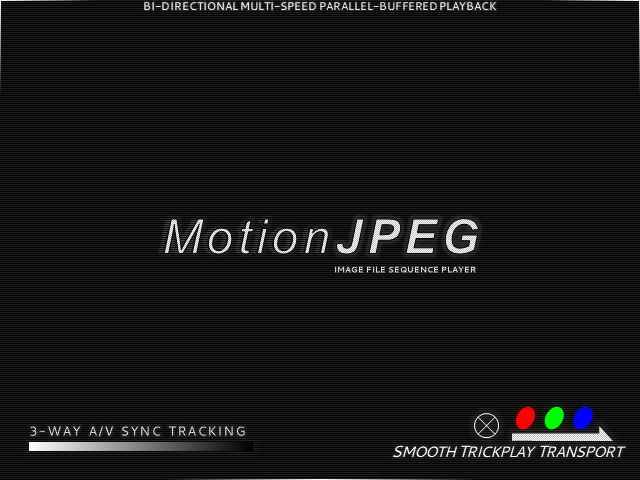 BI-DIRECTIONAL MULTI-SPEED PARALLEL-BUFFERED PLAYBACK
MotionJPEG
IMAGE FILE SEQUENCE PLAYER
3-WAY A/V SYNC TRACKING
SMOOTH TRICKPLAY TRANSPORT